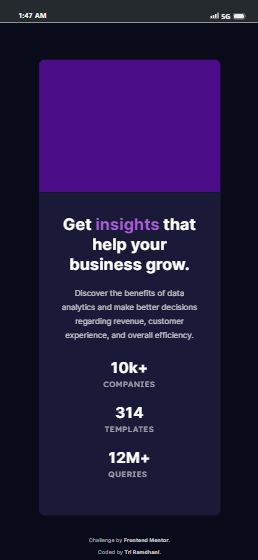 1:47 AM 5G
Get insights that
help your
business grow.
Discover the benefits of data
analytics and make better decisions
regarding revenue, customer
experience, and overall efficiency.
10k+
COMPANIES
314
TEMPLATES
12M+
QUERIES
Challenge by Frontend Mentor.
Coded by Tri Ramdhani.